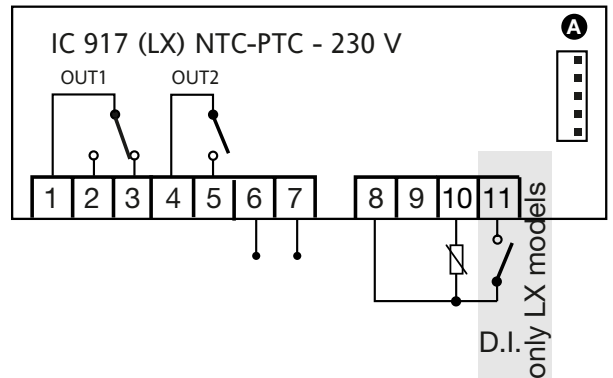 IC 917 (LX) NTC-PTC - 230 V
A
OUT1 OUT2
1 2 3 4 5 6 7 8 9 10 11
D.I.
only LX models